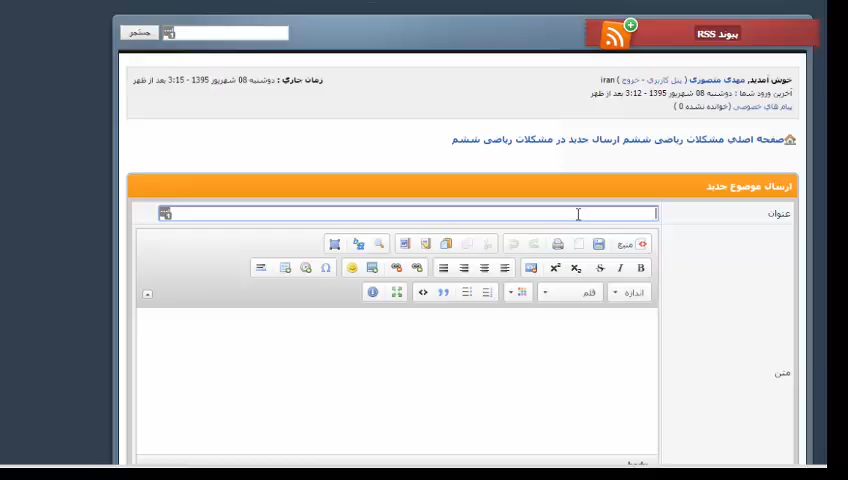 پیوند RSS
جستجو
خوش آمدید, مهدی منصوری ( پنل کاربری - خروج ) iran
زمان جاری : دوشنبه 08 شهریور 1395 - 3:15 بعد از ظهر
آخرین ورود شما : دوشنبه 08 شهریور 1395 - 3:12 بعد از ظهر
پیام های خصوصی (خوانده نشده 0 )
صفحه اصلی مشکلات ریاضی ششم ارسال جدید در مشکلات ریاضی ششم
ارسال موضوع جدید
عنوان
منبع
B I S X₂ X²
Ω
اندازه قلم
متن